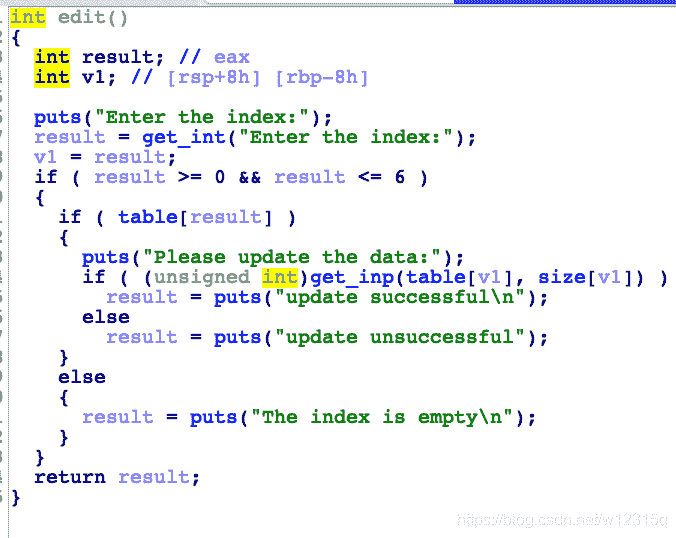 int edit()
{
int result; // eax
int v1; // [rsp+8h] [rbp-8h]
puts("Enter the index:");
result = get_int("Enter the index:");
v1 = result;
if ( result >= 0 && result <= 6 )
{
if ( table[result] )
{
puts("Please update the data:");
if ( (unsigned int)get_inp(table[v1], size[v1]) )
result = puts("update successful\n");
else
result = puts("update unsuccessful");
}
else
{
result = puts("The index is empty\n");
}
}
return result;
}
https://blog.csdn.net/w12315q